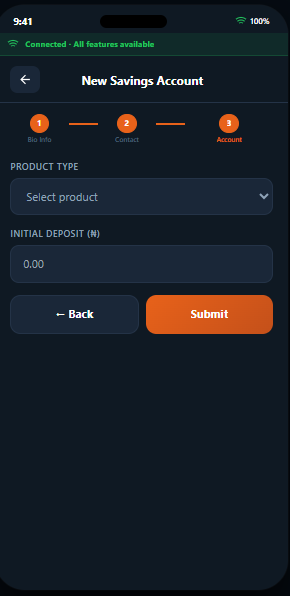 9:41 100%
Connected · All features available
← New Savings Account
1 2 3
Bio Info Contact Account
PRODUCT TYPE
Select product
INITIAL DEPOSIT (₦)
0.00
← Back Submit